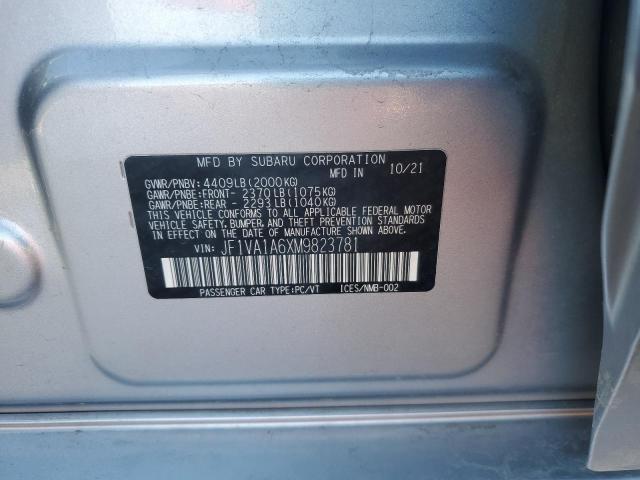 MFD BY SUBARU CORPORATION
MFD IN 10/21
GVWR/PNBV: 4409LB(2000KG)
GAWR/PNBE:FRONT- 2370LB(1075KG)
GAWR/PNBE:REAR - 2293LB(1040KG)
THIS VEHICLE CONFORMS TO ALL APPLICABLE FEDERAL MOTOR
VEHICLE SAFETY, BUMPER, AND THEFT PREVENTION STANDARDS
IN EFFECT ON THE DATE OF MANUFACTURE SHOWN ABOVE.
VIN: JF1VA1A6XM9823781
PASSENGER CAR TYPE:PC/VT ICES/NMB-002